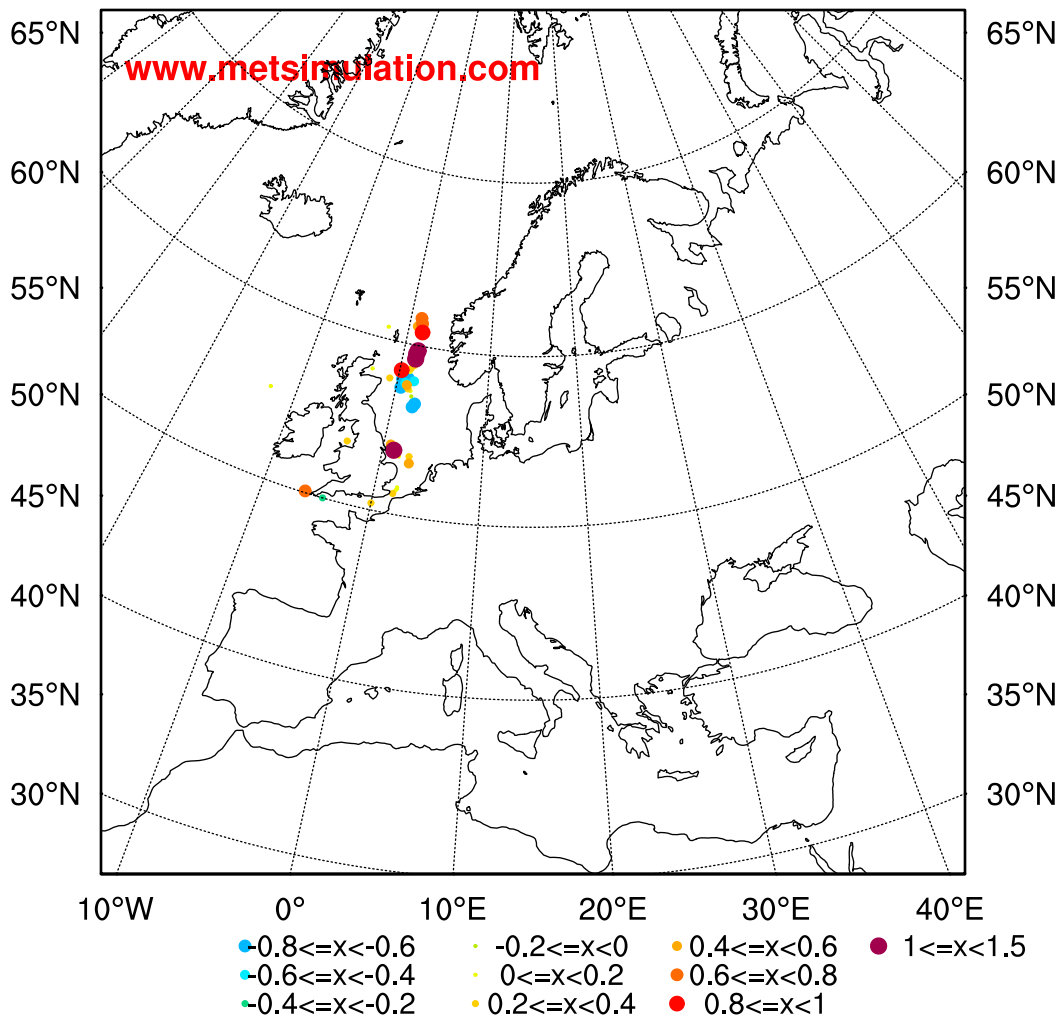 65°N 65°N
www.metsimulation.com
60°N 60°N
55°N 55°N
50°N 50°N
45°N 45°N
40°N 40°N
35°N 35°N
30°N 30°N
10°W 0° 10°E 20°E 30°E 40°E
-0.8<=x<-0.6 -0.2<=x<0 0.4<=x<0.6 1<=x<1.5
-0.6<=x<-0.4 0<=x<0.2 0.6<=x<0.8
-0.4<=x<-0.2 0.2<=x<0.4 0.8<=x<1